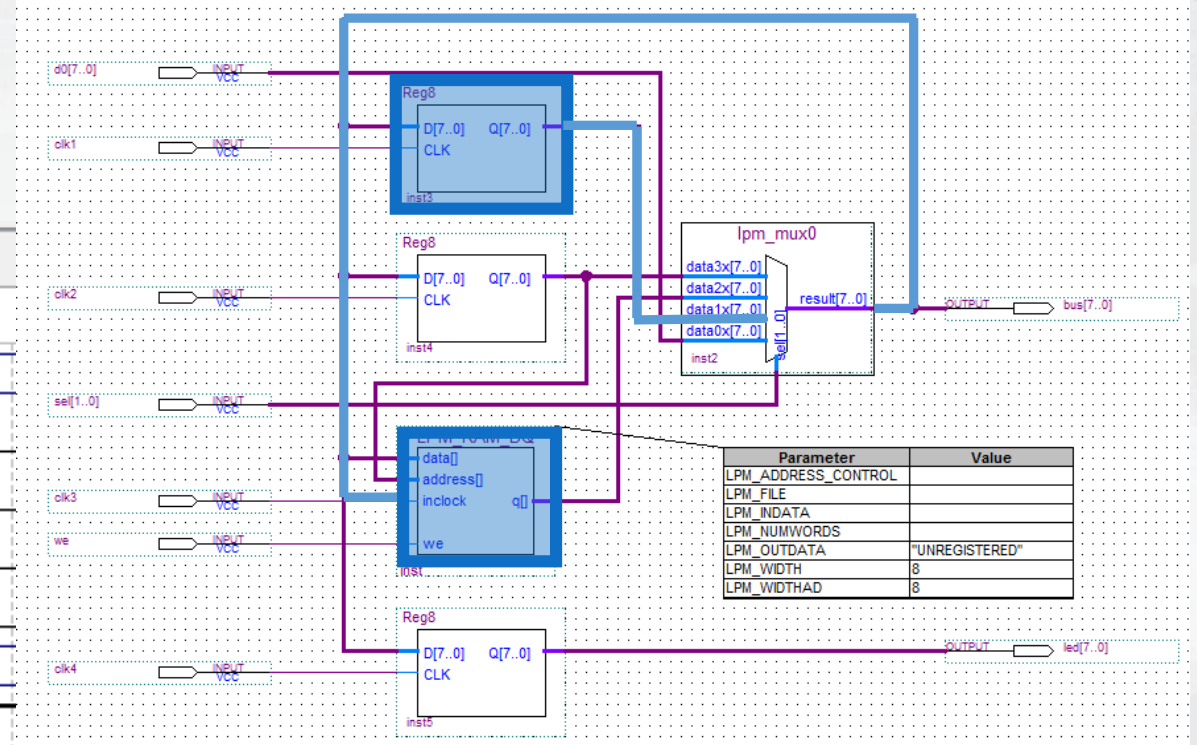 d0[7..0] INPUT VCC
Reg8
D[7..0] Q[7..0]
CLK
inst3
clk1 INPUT VCC
Reg8
D[7..0] Q[7..0]
CLK
inst4
clk2 INPUT VCC
lpm_mux0
data3x[7..0]
data2x[7..0]
data1x[7..0]
data0x[7..0]
result[7..0]
sel[1..0]
inst2
OUTPUT bus[7..0]
sel[1..0] INPUT VCC
LPM_RAM_DQ
data[]
address[]
inclock q[]
we
inst
clk3 INPUT VCC
we INPUT VCC
Parameter Value
LPM_ADDRESS_CONTROL
LPM_FILE
LPM_INDATA
LPM_NUMWORDS
LPM_OUTDATA "UNREGISTERED"
LPM_WIDTH 8
LPM_WIDTHAD 8
Reg8
D[7..0] Q[7..0]
CLK
inst5
clk4 INPUT VCC
OUTPUT led[7..0]